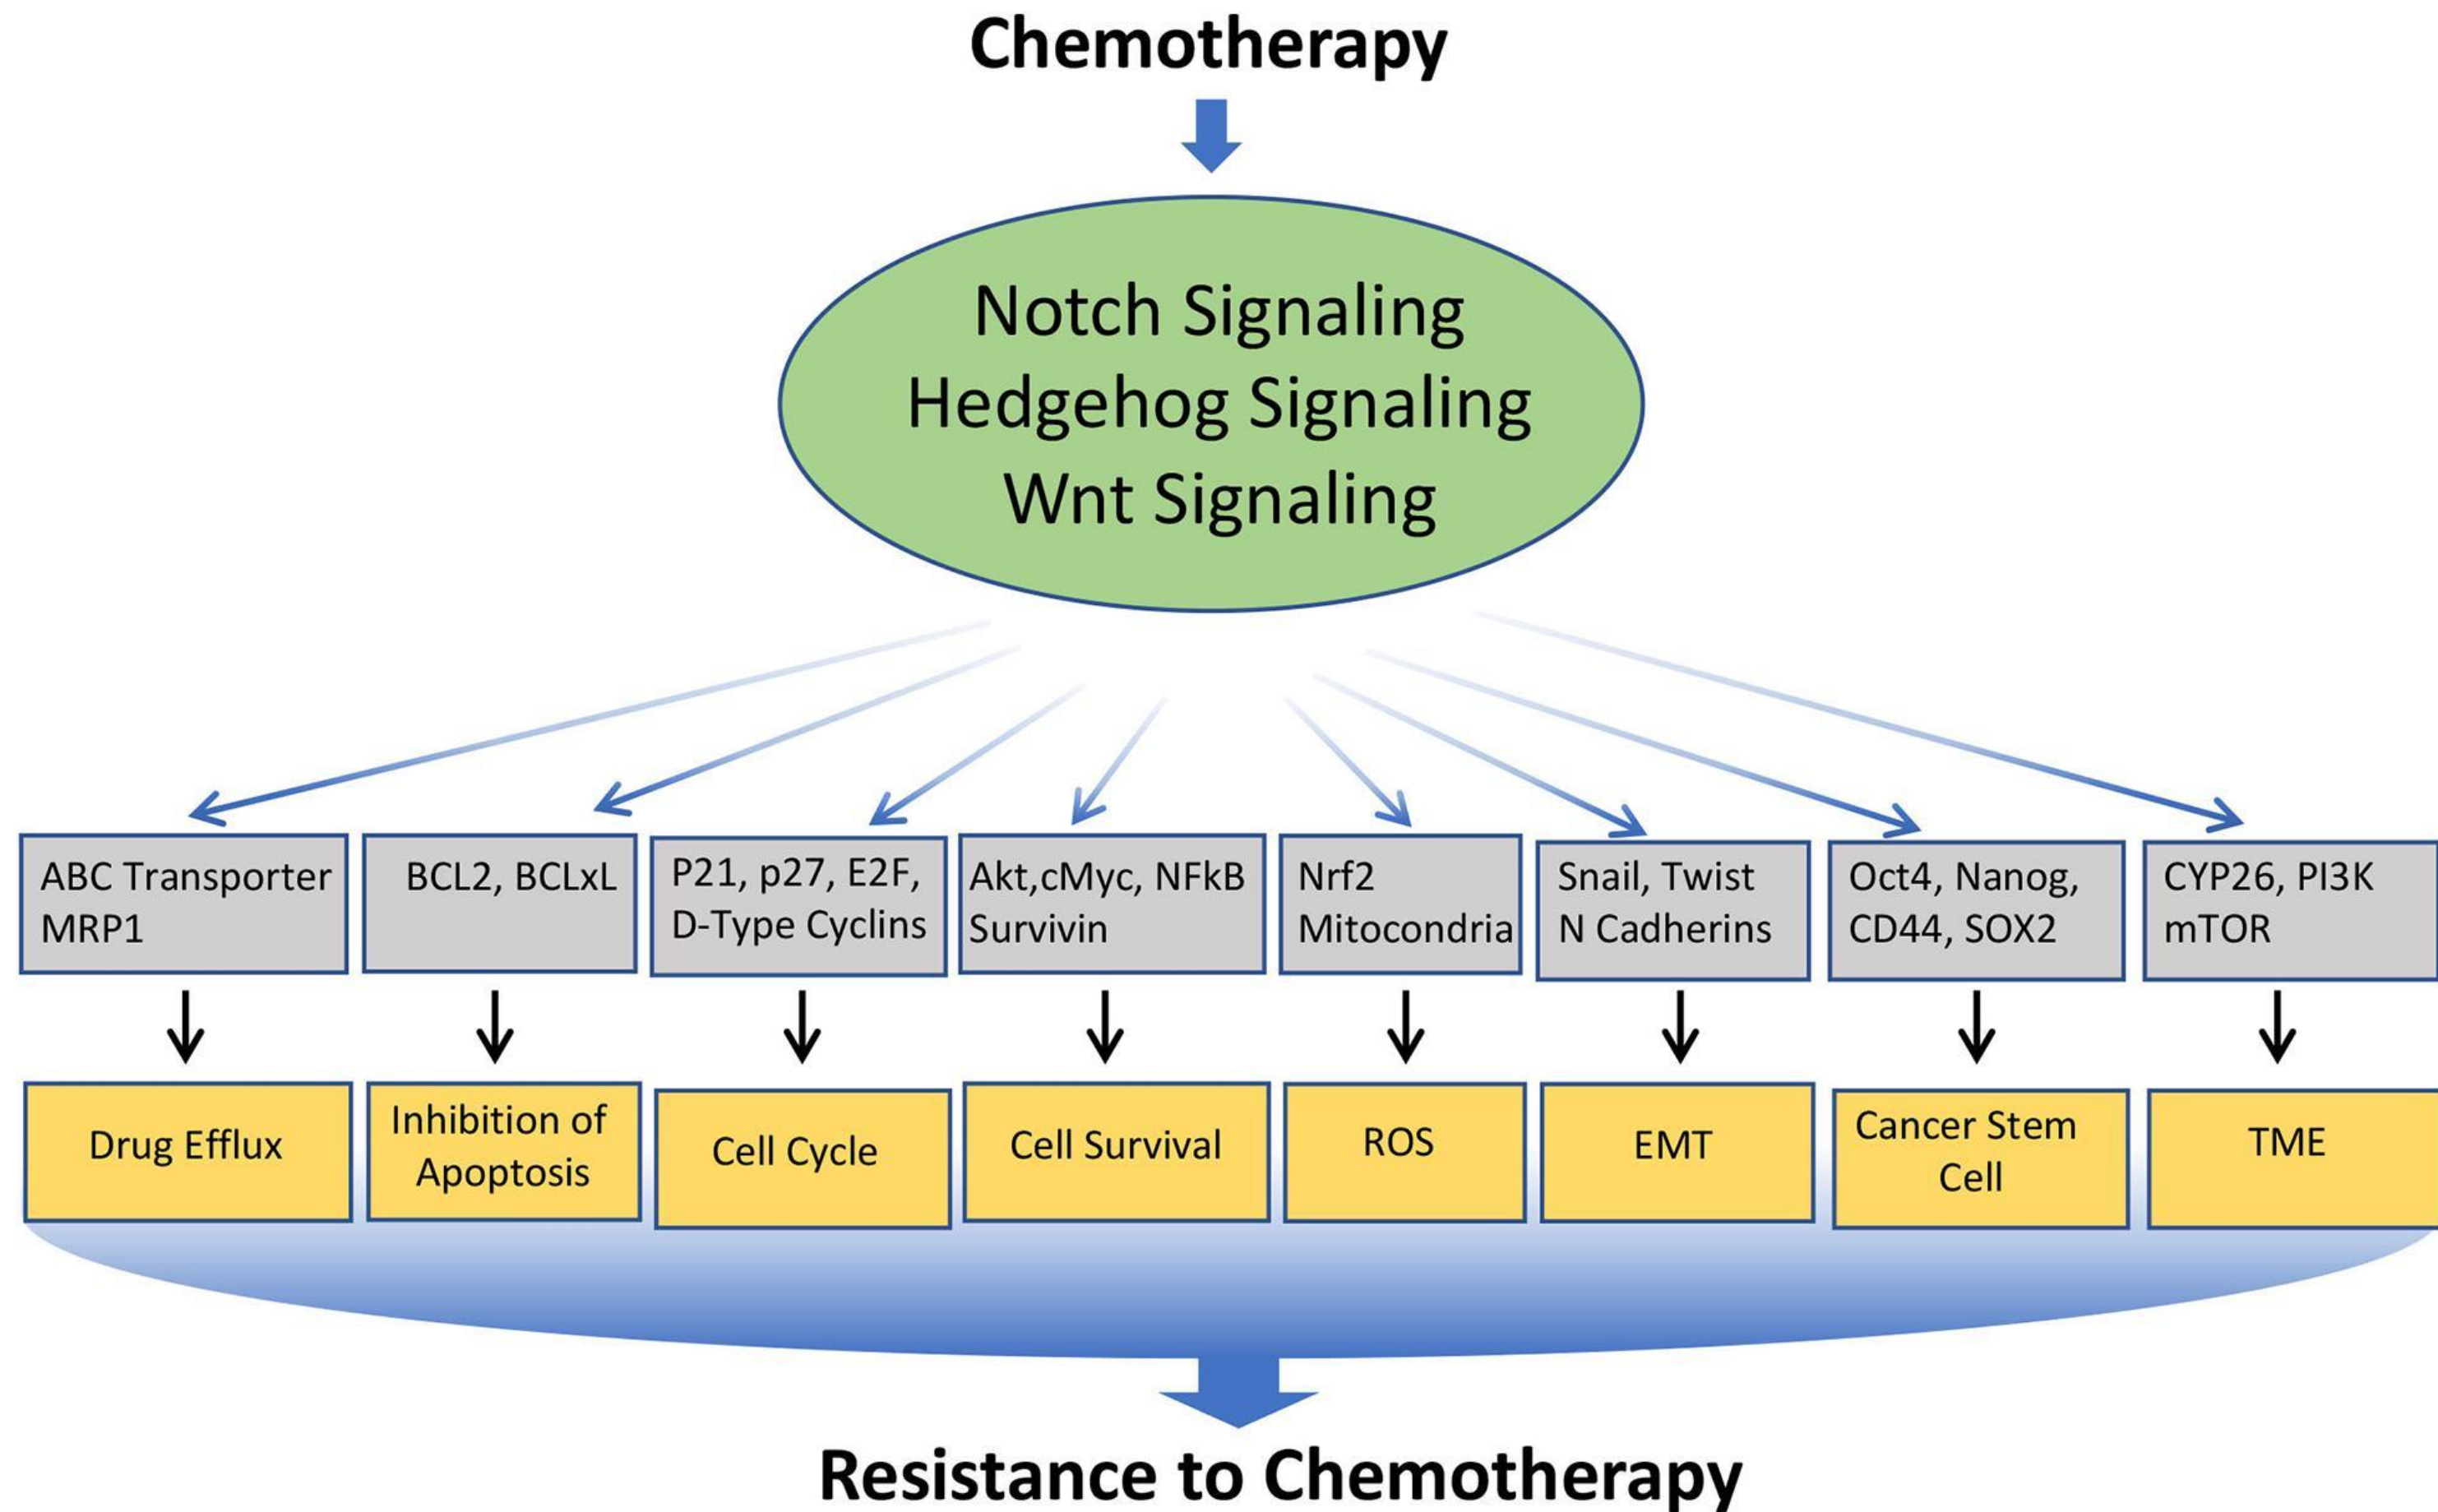 Chemotherapy
Notch Signaling
Hedgehog Signaling
Wnt Signaling
ABC Transporter
MRP1
BCL2, BCLxL
P21, p27, E2F,
D-Type Cyclins
Akt,cMyc, NFkB
Survivin
Nrf2
Mitocondria
Snail, Twist
N Cadherins
Oct4, Nanog,
CD44, SOX2
CYP26, PI3K
mTOR
Drug Efflux
Inhibition of
Apoptosis
Cell Cycle
Cell Survival
ROS
EMT
Cancer Stem
Cell
TME
Resistance to Chemotherapy